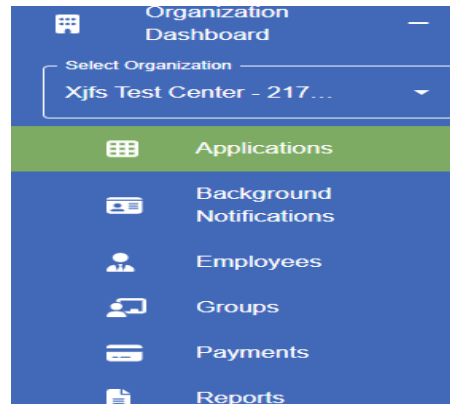 Organization
Dashboard
Select Organization
Xjfs Test Center - 217...
Applications
Background
Notifications
Employees
Groups
Payments
Reports